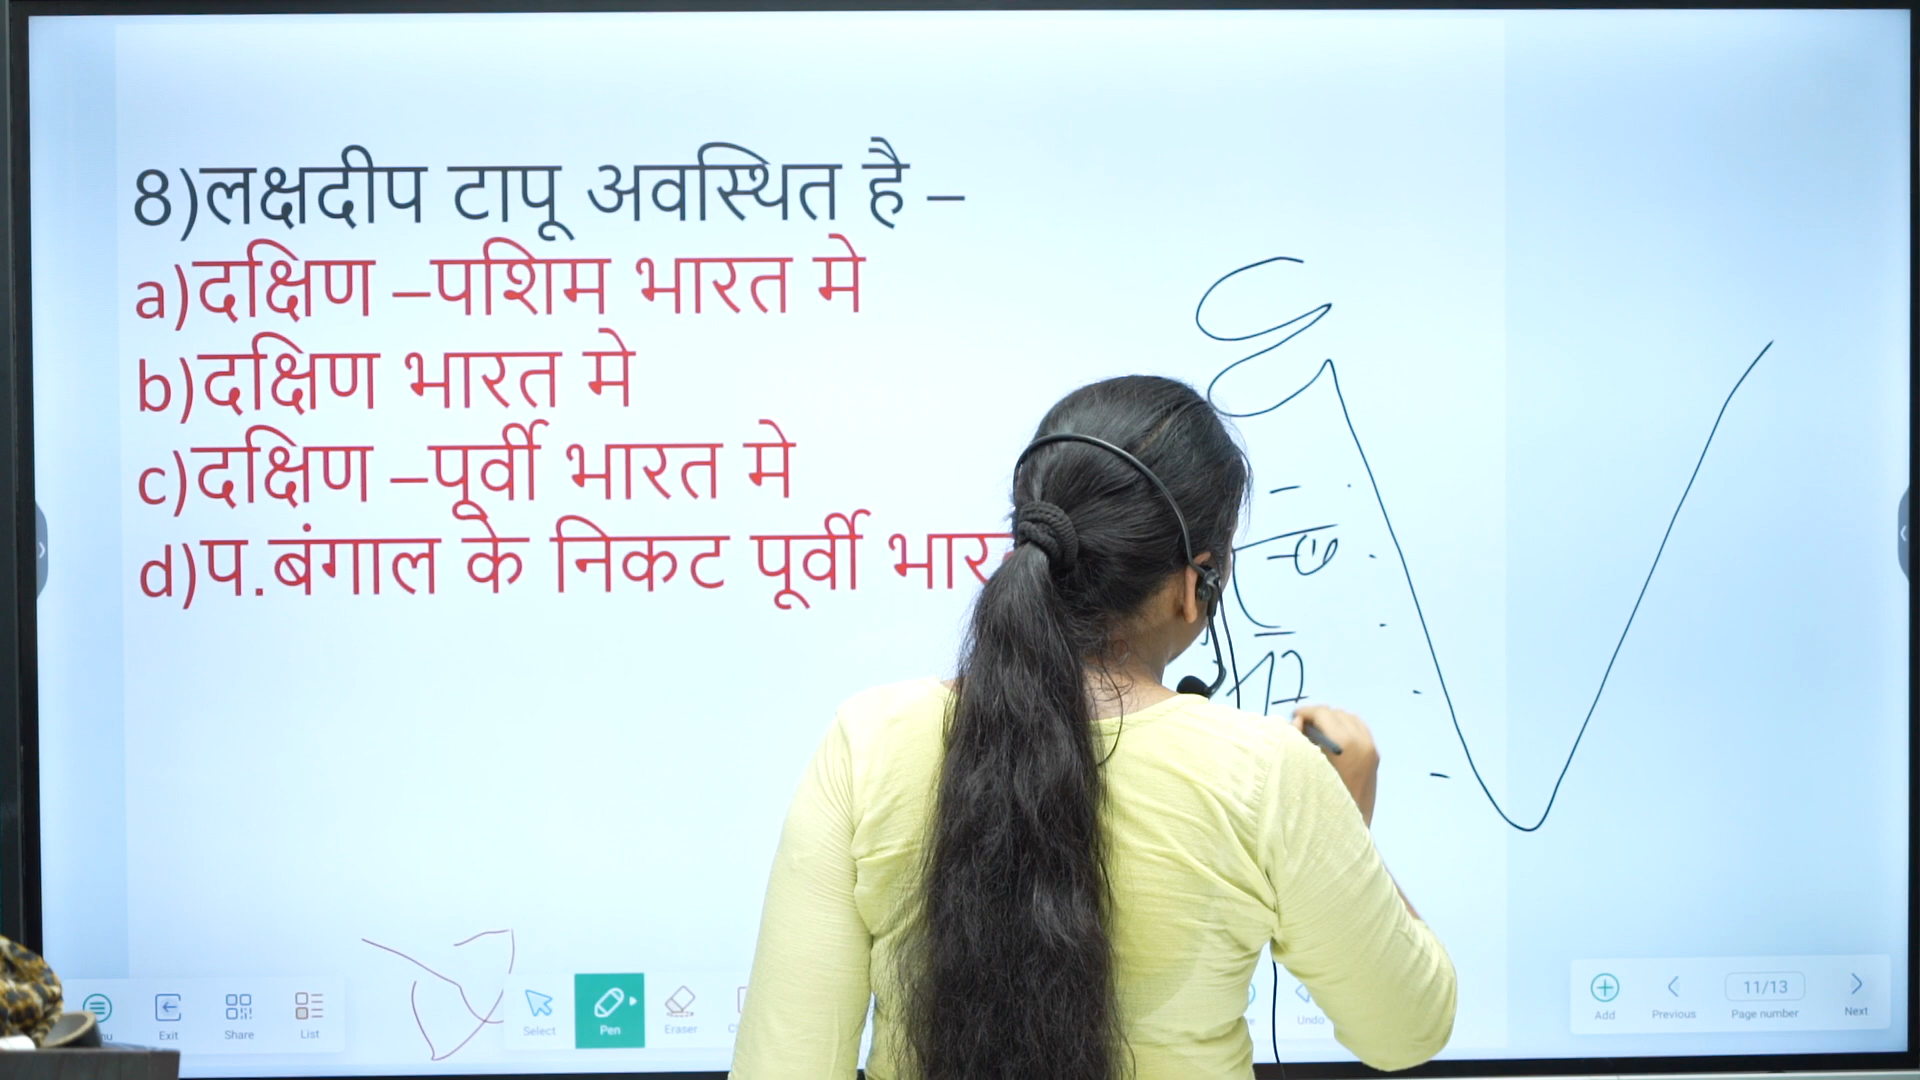 8)लक्षदीप टापू अवस्थित है –
a)दक्षिण –पशिम भारत मे
b)दक्षिण भारत मे
c)दक्षिण –पूर्वी भारत मे
d)प.बंगाल के निकट पूर्वी
Exit
Share
List
Select
Pen
Eraser
Undo
Add
Previous
11/13
Page number
Next